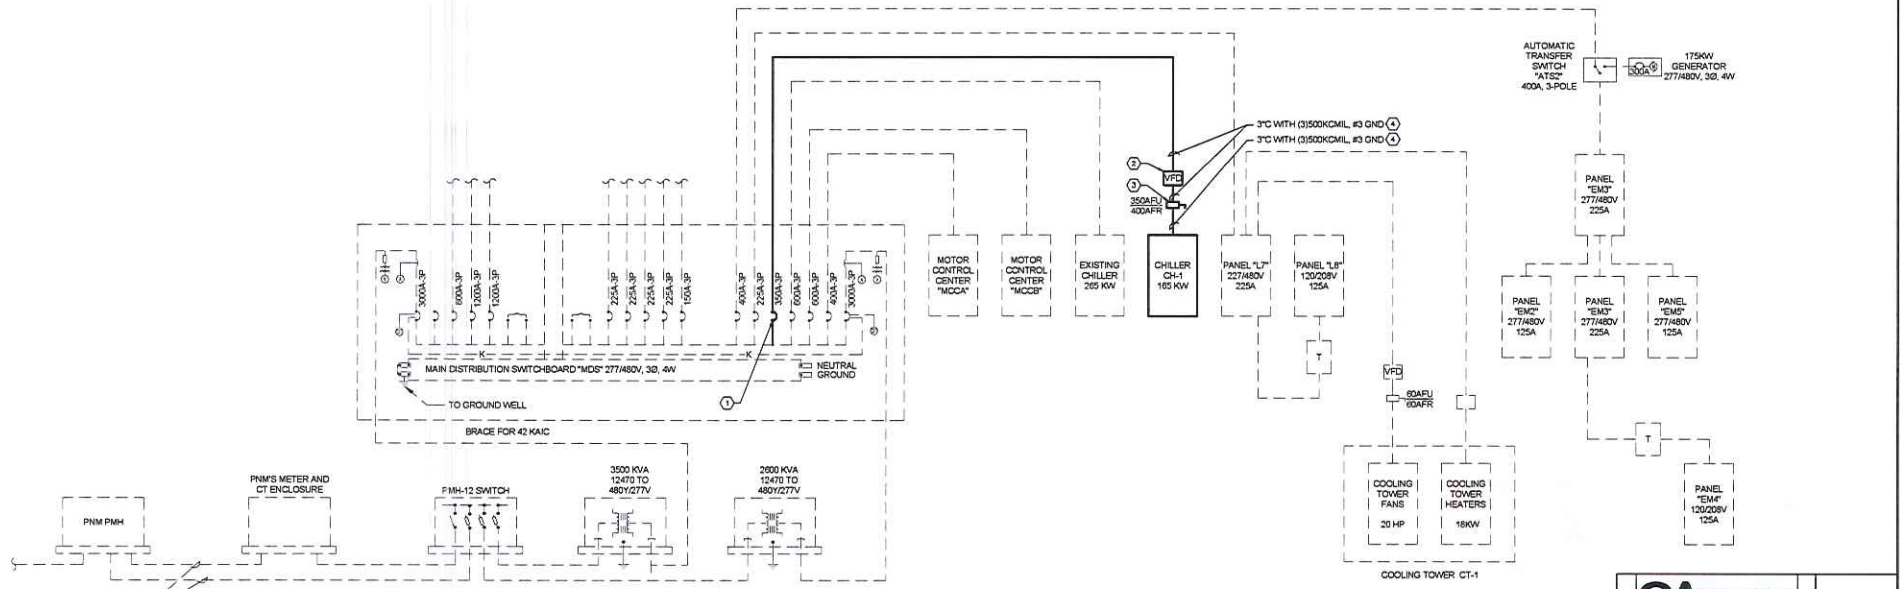 AUTOMATIC
TRANSFER
SWITCH
"ATS2"
400A, 3-POLE
300A
175KW
GENERATOR
277/480V, 3Ø, 4W
3"C WITH (3)500KCMIL, #3 GND 4
3"C WITH (3)500KCMIL, #3 GND 4
2
VFD
3
350AFU
400AFR
PANEL
"EM3"
277/480V
225A
3000A-3P
600A-3P
1200A-3P
1200A-3P
225A-3P
225A-3P
225A-3P
225A-3P
150A-3P
400A-3P
225A-3P
350A-3P
600A-3P
600A-3P
400A-3P
3000A-3P
MOTOR
CONTROL
CENTER
"MCCA"
MOTOR
CONTROL
CENTER
"MCCB"
EXISTING
CHILLER
265 KW
CHILLER
CH-1
165 KW
PANEL "L7"
227/480V
225A
PANEL "L8"
120/208V
125A
PANEL
"EM2"
277/480V
125A
PANEL
"EM3"
277/480V
225A
PANEL
"EM5"
277/480V
125A
K
K
MAIN DISTRIBUTION SWITCHBOARD "MDS" 277/480V, 3Ø, 4W
NEUTRAL
GROUND
T
VFD
60AFU
60AFR
TO GROUND WELL
1
BRACE FOR 42 KAIC
T
PNM PMH
PNM'S METER AND
CT ENCLOSURE
PMH-12 SWITCH
3500 KVA
12470 TO
480Y/277V
2600 KVA
12470 TO
480Y/277V
COOLING
TOWER
FANS
20 HP
COOLING
TOWER
HEATERS
18KW
PANEL
"EM4"
120/208V
125A
COOLING TOWER CT-1